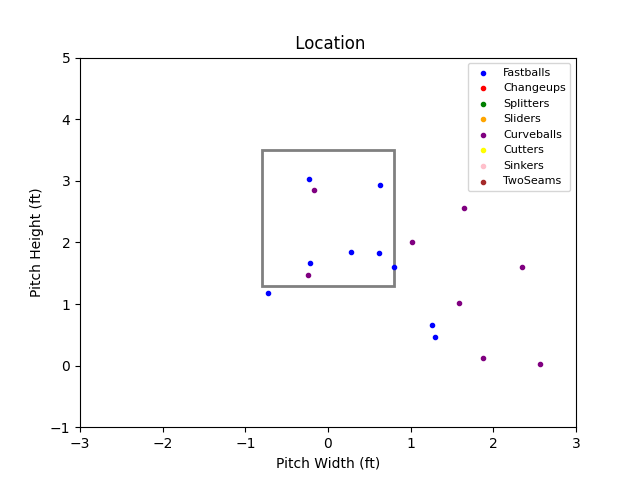 Location
5
4
3
2
1
0
−1
Pitch Height (ft)
−3
−2
−1
0
1
2
3
Pitch Width (ft)
Fastballs
Changeups
Splitters
Sliders
Curveballs
Cutters
Sinkers
TwoSeams